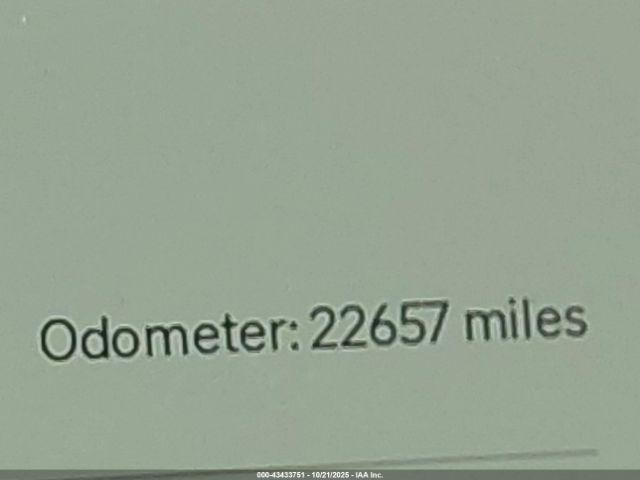 Odometer: 22657 miles
000-43433751 - 10/21/2025 - IAA Inc.